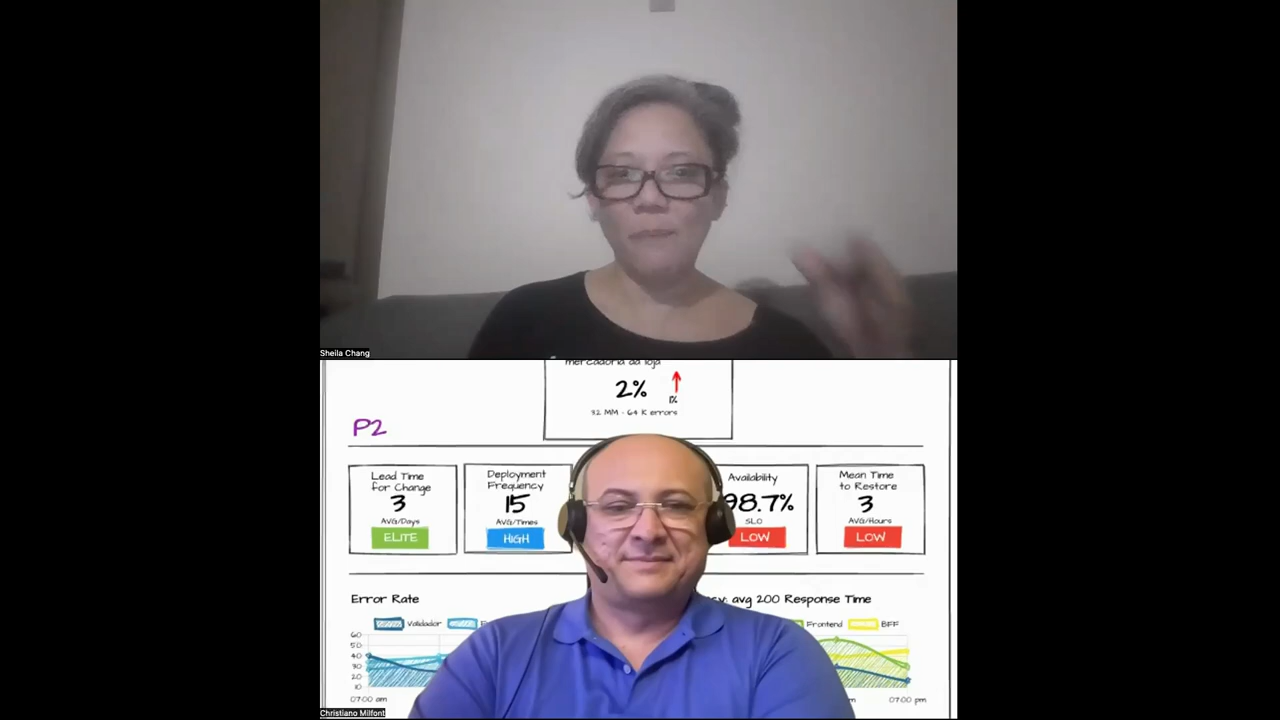 Sheila Chang
mercadoria da loja
2%
1%
32 MM - 64 K errors
P2
Lead Time
for Change
3
AVG/Days
ELITE
Deployment
Frequency
15
AVG/Times
HIGH
Availability
98.7%
SLO
LOW
Mean Time
to Restore
3
AVG/Hours
LOW
Error Rate
Validador
60
50
40
30
20
10
07:00 am
avg 200 Response Time
Frontend
BFF
07:00 pm
Christiano Milfont